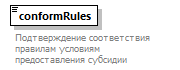 conformRules
Подтверждение соответствия
правилам условиям
предоставления субсидии